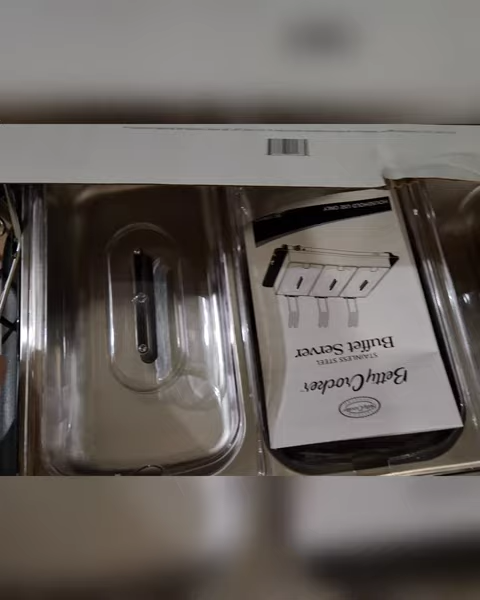 Betty Crocker
STAINLESS STEEL
Buffet Server
HOUSEHOLD USE ONLY